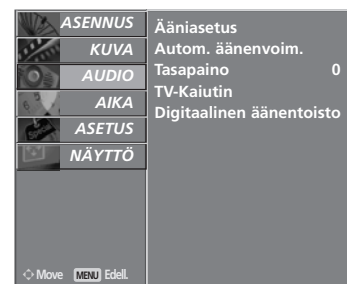 ASENNUS
KUVA
AUDIO
AIKA
ASETUS
NÄYTTÖ
Ääniasetus
Autom. äänenvoim.
Tasapaino 0
TV-Kaiutin
Digitaalinen äänentoisto
Move MENU Edell.